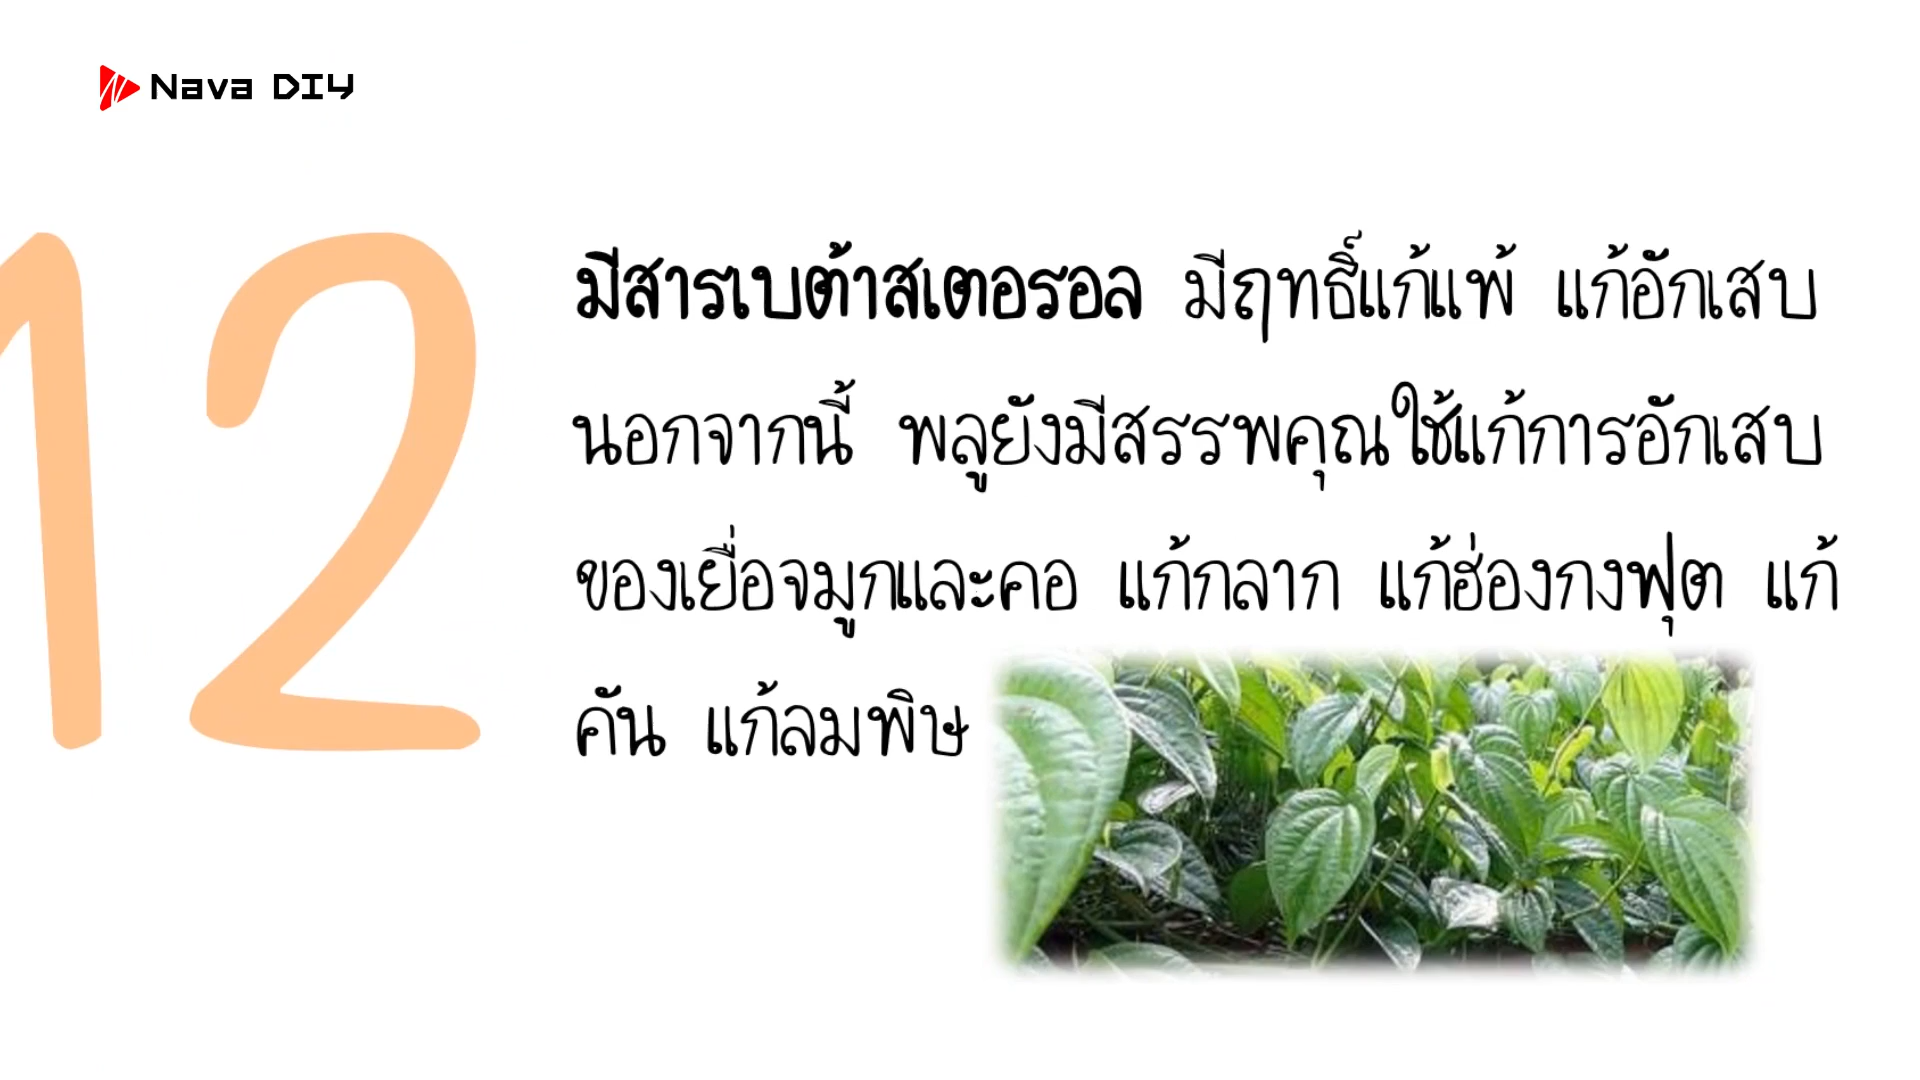 Nava DIY
12
มีสารเบต้าสเตอรอล มีฤทธิ์แก้แพ้ แก้อักเสบ
นอกจากนี้ พลูยังมีสรรพคุณใช้แก้การอักเสบ
ของเยื่อจมูกและคอ แก้กลาก แก้ฮ่องกงฟุต แก้
คัน แก้ลมพิษ